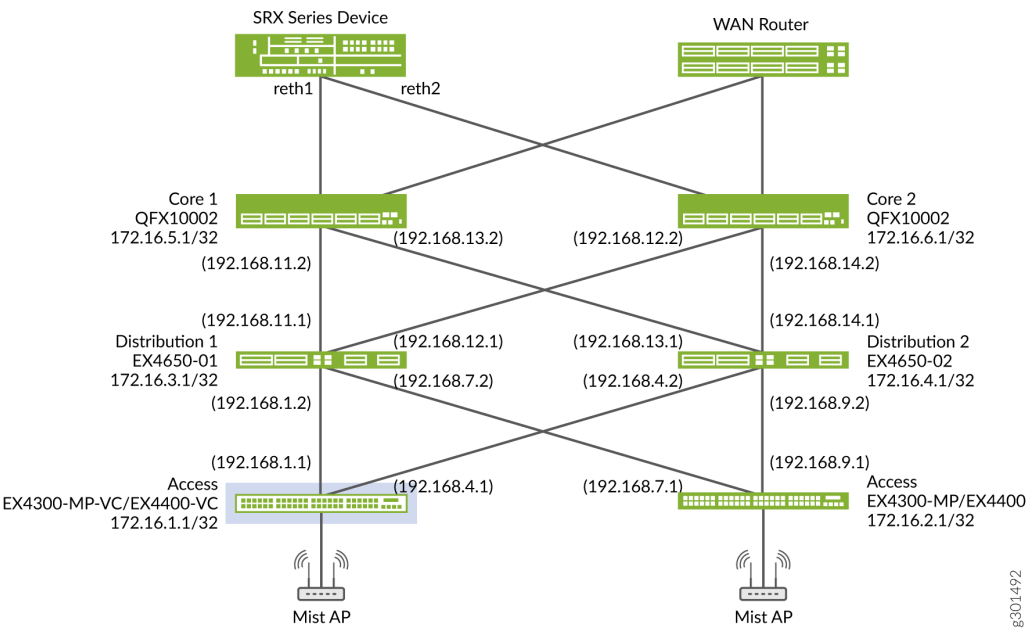 SRX Series Device
WAN Router
reth1
reth2
Core 1
QFX10002
172.16.5.1/32
Core 2
QFX10002
172.16.6.1/32
(192.168.13.2)
(192.168.12.2)
(192.168.11.2)
(192.168.14.2)
(192.168.11.1)
(192.168.14.1)
Distribution 1
EX4650-01
172.16.3.1/32
(192.168.12.1)
(192.168.13.1)
Distribution 2
EX4650-02
172.16.4.1/32
(192.168.7.2)
(192.168.4.2)
(192.168.1.2)
(192.168.9.2)
(192.168.1.1)
(192.168.9.1)
Access
EX4300-MP-VC/EX4400-VC
172.16.1.1/32
(192.168.4.1)
(192.168.7.1)
Access
EX4300-MP/EX4400
172.16.2.1/32
Mist AP
Mist AP
g301492